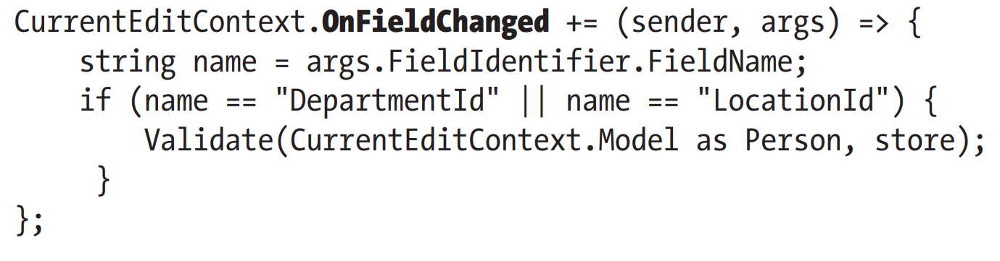 CurrentEditContext.OnFieldChanged += (sender, args) => {
    string name = args.FieldIdentifier.FieldName;
    if (name == "DepartmentId" || name == "LocationId") {
        Validate(CurrentEditContext.Model as Person, store);
     }
};